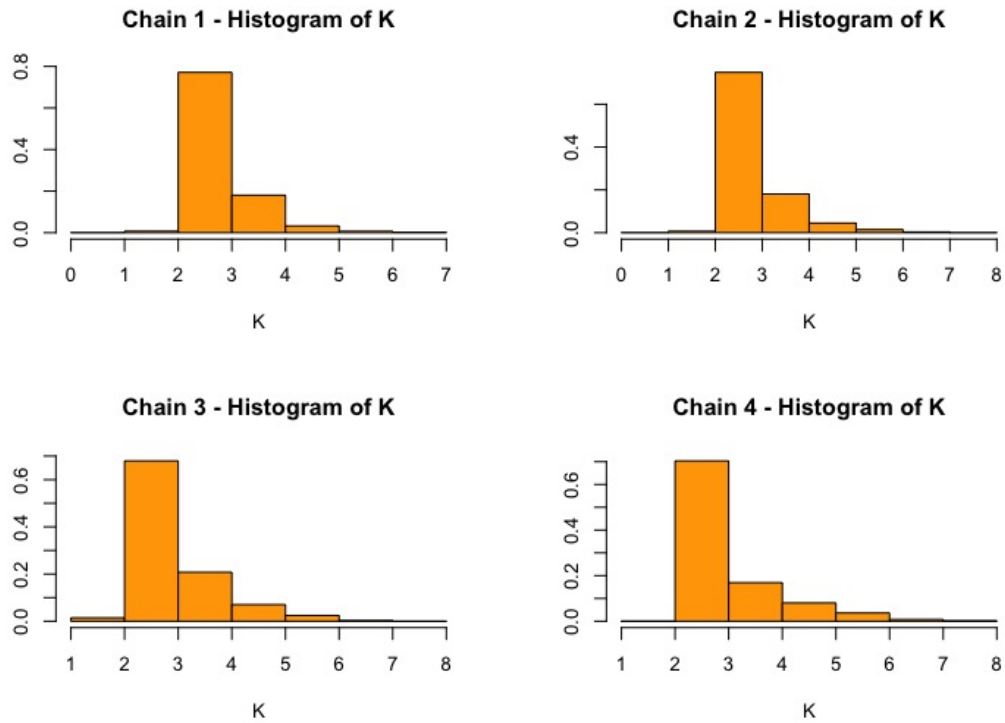 Chain 1 - Histogram of K
0.0 0.4 0.8
0 1 2 3 4 5 6 7
K
Chain 2 - Histogram of K
0.0 0.4
0 1 2 3 4 5 6 7 8
K
Chain 3 - Histogram of K
0.0 0.2 0.4 0.6
1 2 3 4 5 6 7 8
K
Chain 4 - Histogram of K
0.0 0.2 0.4 0.6
1 2 3 4 5 6 7 8
K